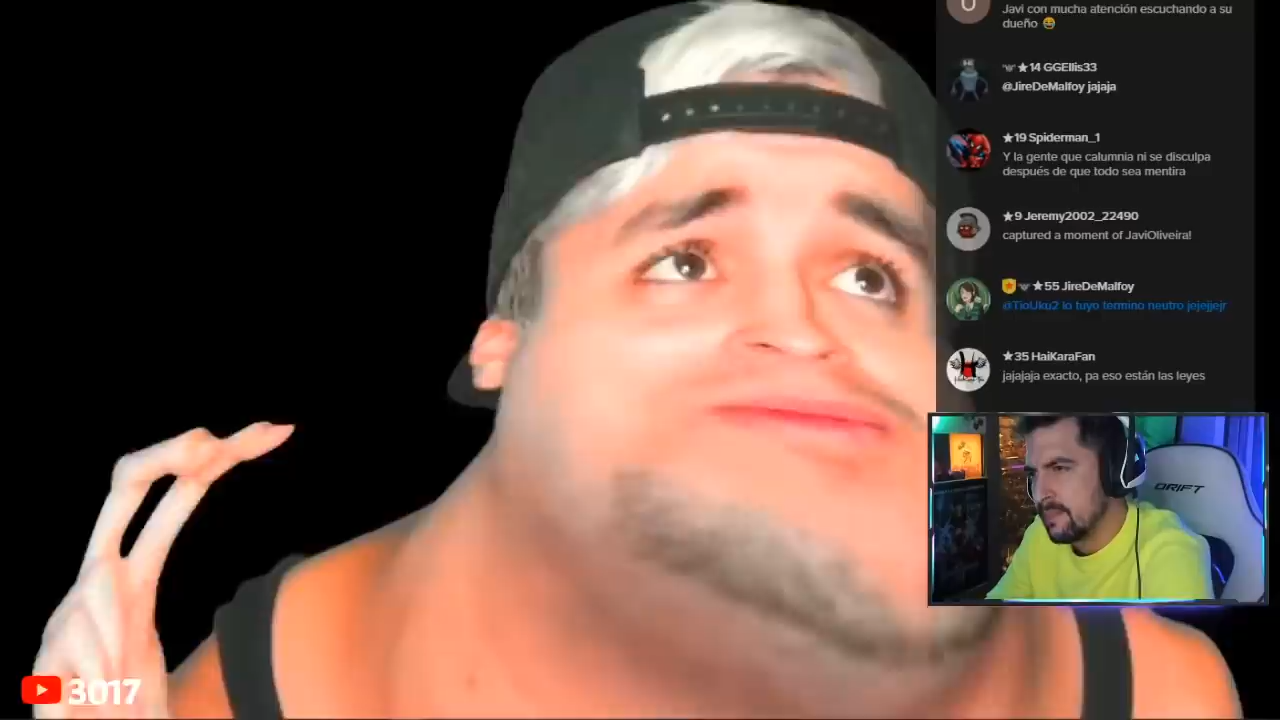 Javi con mucha atención escuchando a su
dueño 😅
★14 GGEllis33
@JireDeMalfoy jajaja
★19 Spiderman_1
Y la gente que calumnia ni se disculpa
después de que todo sea mentira
★9 Jeremy2002_22490
captured a moment of JaviOliveira!
★55 JireDeMalfoy
@TioUku2 lo tuyo termino neutro jejejjejr
★35 HaiKaraFan
jajajaja exacto, pa eso están las leyes
DRIFT
3017